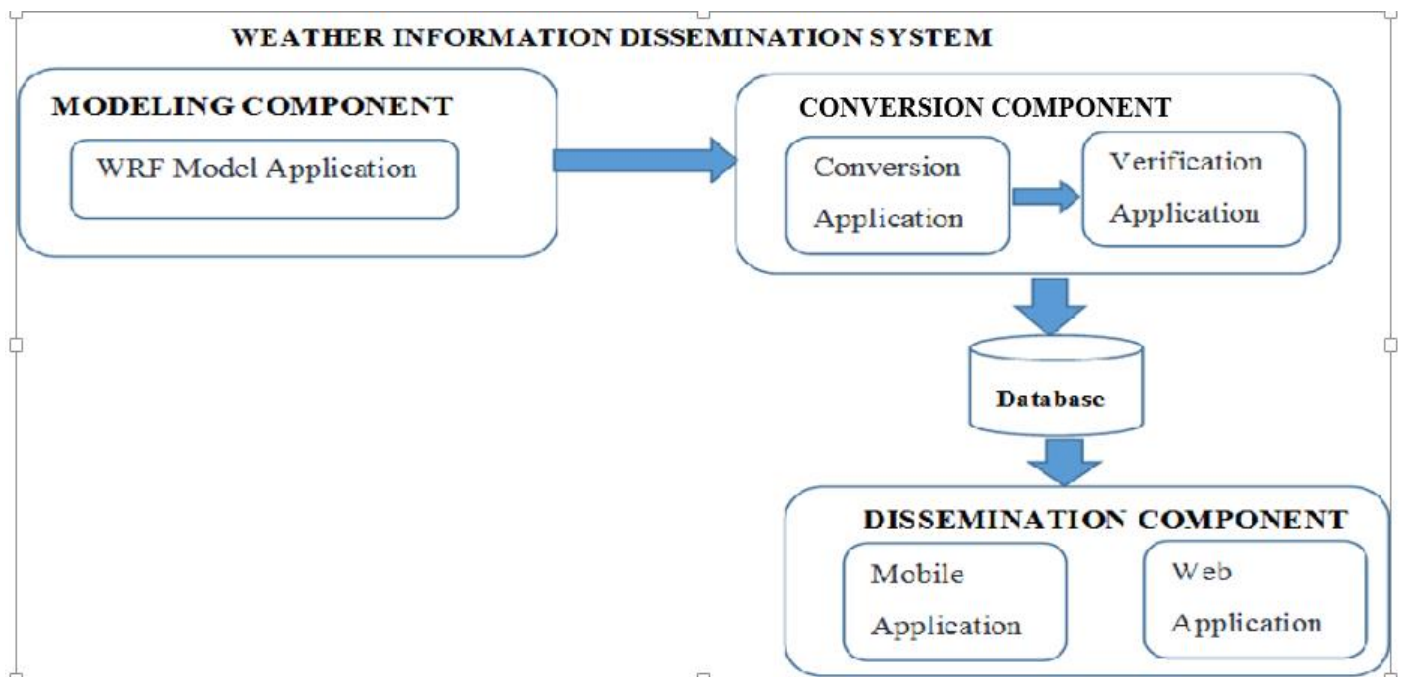 WEATHER INFORMATION DISSEMINATION SYSTEM
MODELING COMPONENT
WRF Model Application
CONVERSION COMPONENT
Conversion
Application
Verification
Application
Database
DISSEMINATION COMPONENT
Mobile
Application
Web
Application